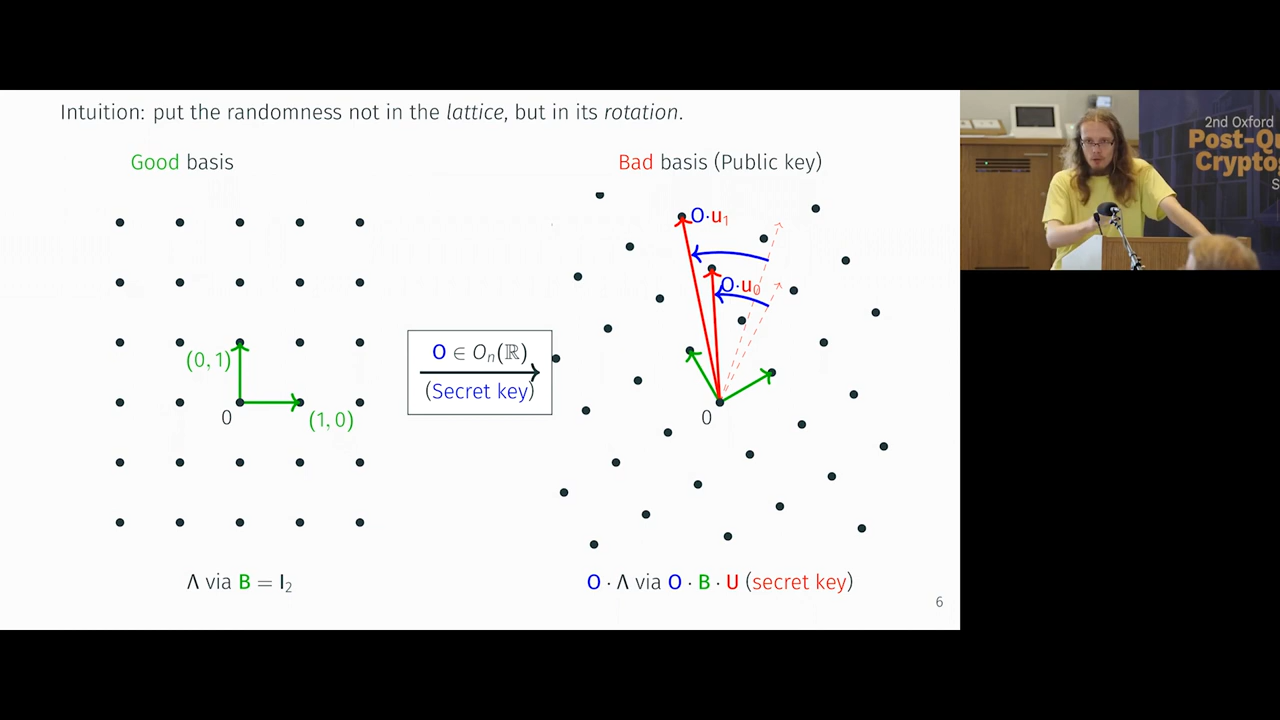 Intuition: put the randomness not in the lattice, but in its rotation.
Good basis
Bad basis (Public key)
O·u₁
O·u₀
(0, 1)
O ∈ Oₙ(ℝ)
(Secret key)
0
(1, 0)
0
Λ via B = I₂
O · Λ via O · B · U (secret key)
6
2nd Oxford
Post-Qu
Cryptog
S